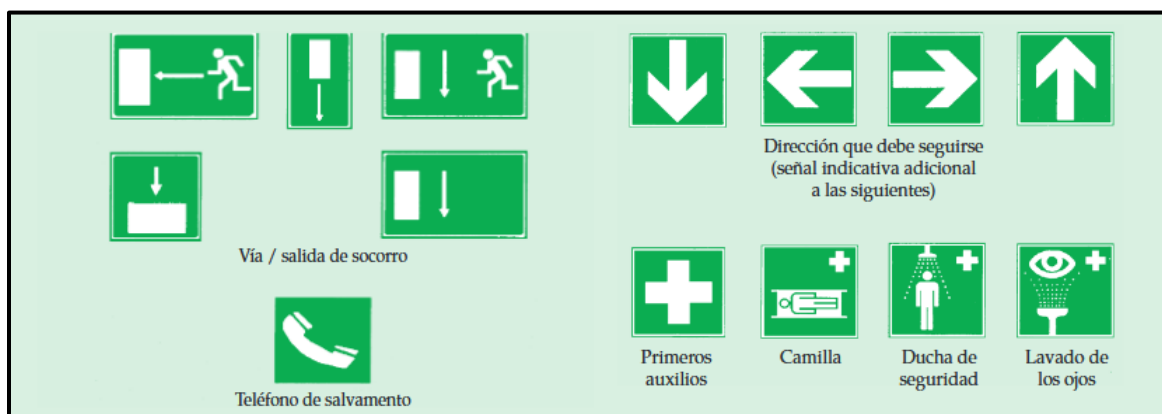 Vía / salida de socorro
Teléfono de salvamento
Dirección que debe seguirse
(señal indicativa adicional
a las siguientes)
Primeros
auxilios
Camilla
Ducha de
seguridad
Lavado de
los ojos